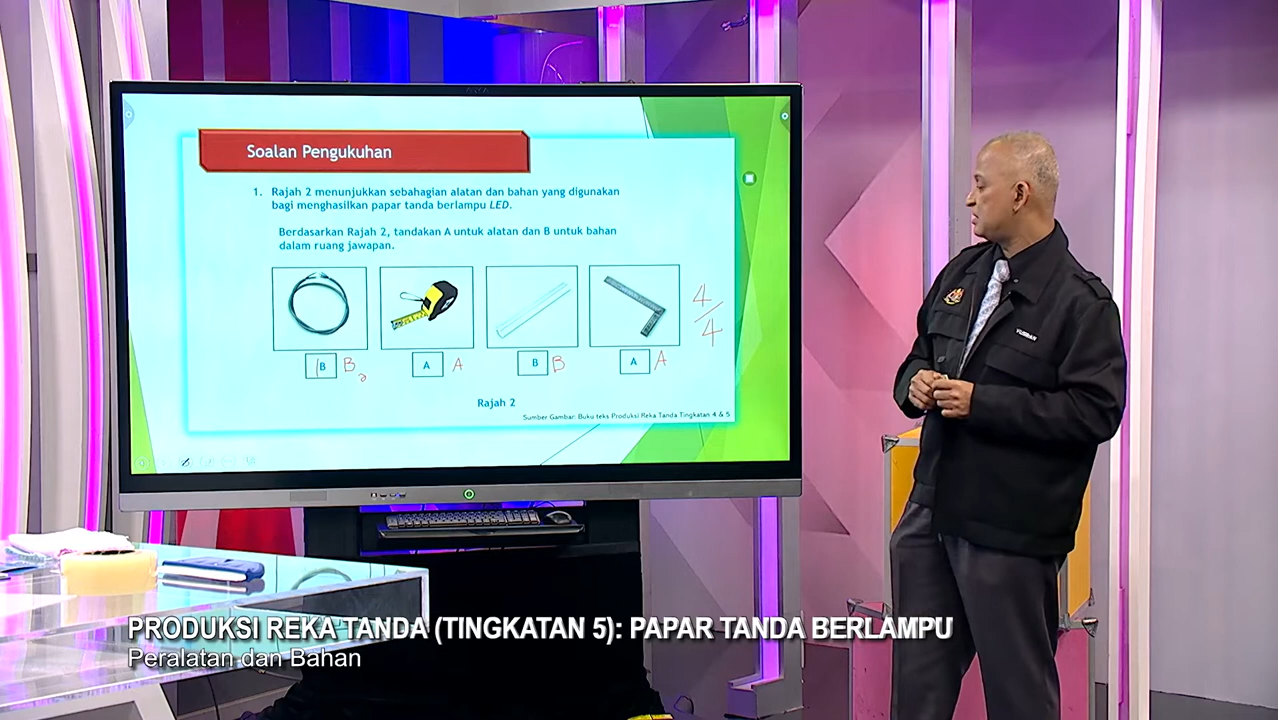 Soalan Pengukuhan
1. Rajah 2 menunjukkan sebahagian alatan dan bahan yang digunakan
bagi menghasilkan papar tanda berlampu LED.
Berdasarkan Rajah 2, tandakan A untuk alatan dan B untuk bahan
dalam ruang jawapan.
4/4
B B A A B B A A
Rajah 2
Sumber Gambar: Buku teks Produksi Reka Tanda Tingkatan 4 & 5
PRODUKSI REKA TANDA (TINGKATAN 5): PAPAR TANDA BERLAMPU
Peralatan dan Bahan